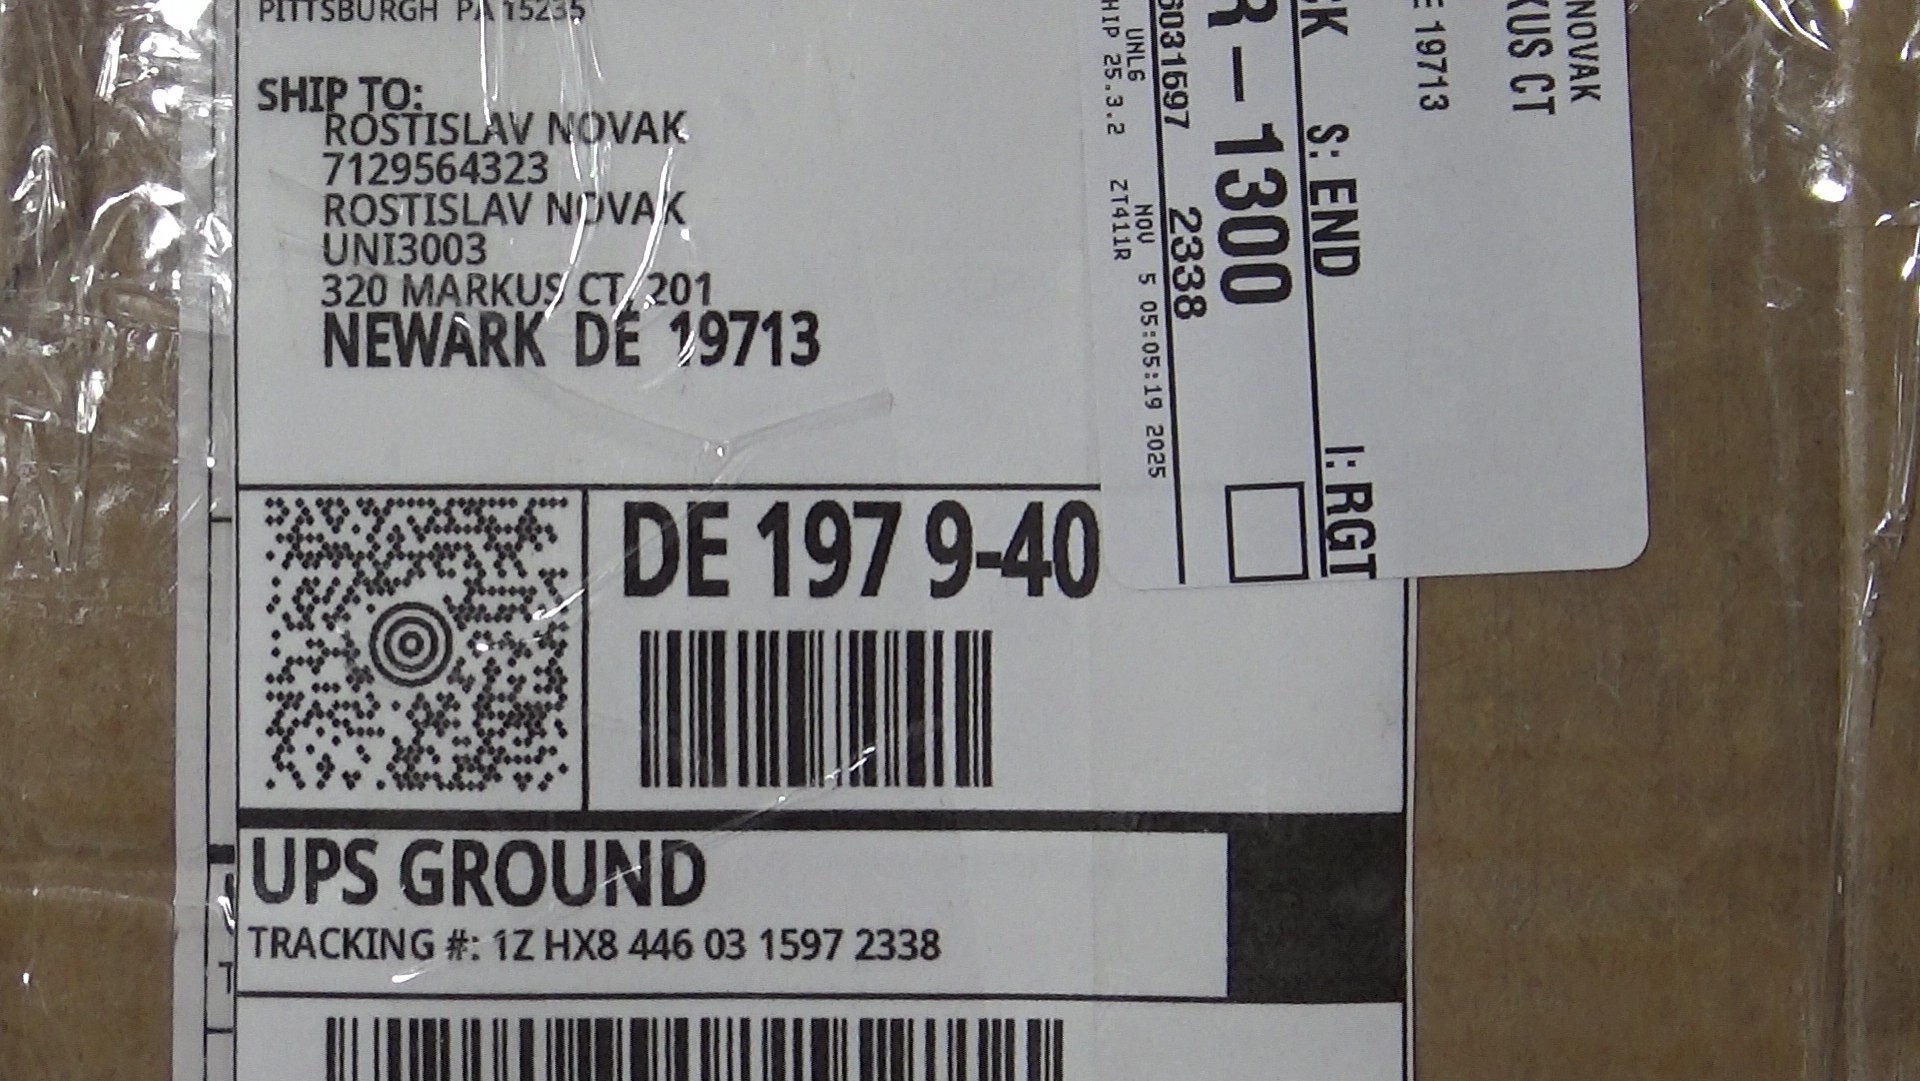 PITTSBURGH PA 15235
SHIP TO:
ROSTISLAV NOVAK
7129564323
ROSTISLAV NOVAK
UNI3003
320 MARKUS CT, 201
NEWARK DE 19713
DE 197 9-40
UPS GROUND
TRACKING #: 1Z HX8 446 03 1597 2338
NOVAK
KUS CT
E 19713
CK S: END I: RGT
R - 1300
6031597 2338
UNL6 NOV 5 05:05:19 2025
HIP 25.3.2 ZT411R